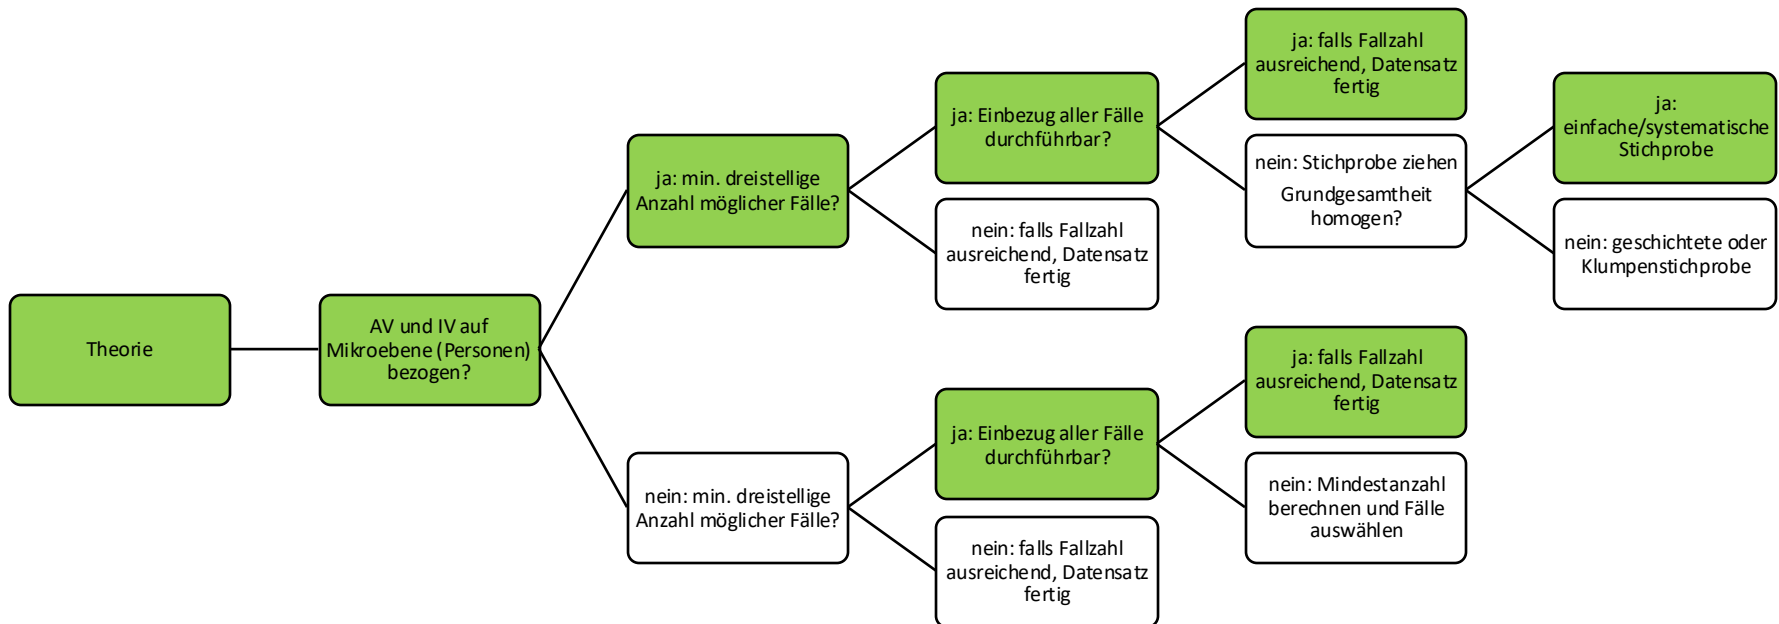 Theorie
AV und IV auf
Mikroebene (Personen)
bezogen?
ja: min. dreistellige
Anzahl möglicher Fälle?
ja: Einbezug aller Fälle
durchführbar?
ja: falls Fallzahl
ausreichend, Datensatz
fertig
nein: Stichprobe ziehen
Grundgesamtheit
homogen?
ja:
einfache/systematische
Stichprobe
nein: geschichtete oder
Klumpenstichprobe
nein: falls Fallzahl
ausreichend, Datensatz
fertig
nein: min. dreistellige
Anzahl möglicher Fälle?
ja: Einbezug aller Fälle
durchführbar?
ja: falls Fallzahl
ausreichend, Datensatz
fertig
nein: Mindestanzahl
berechnen und Fälle
auswählen
nein: falls Fallzahl
ausreichend, Datensatz
fertig